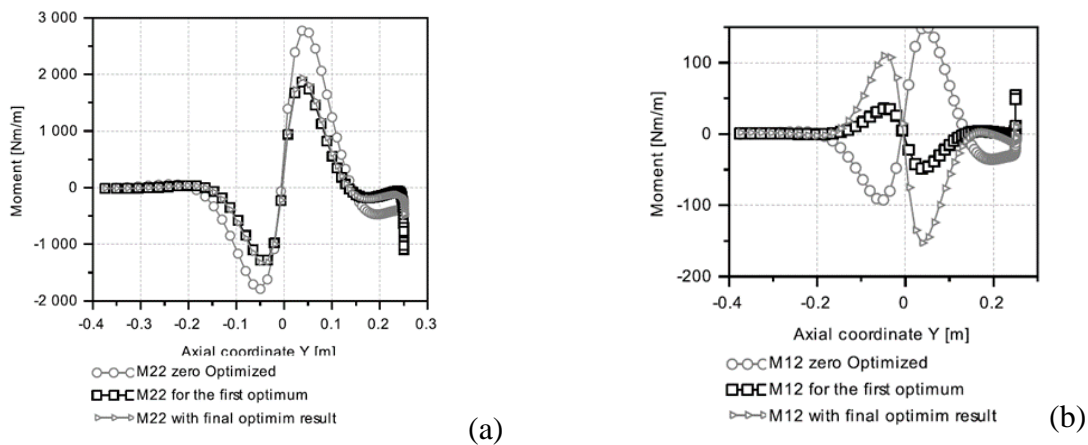 3 000
2 000
1 000
0
-1 000
-2 000
Moment [Nm/m]
-0.4 -0.3 -0.2 -0.1 0 0.1 0.2 0.3
Axial coordinate Y [m]
M22 zero Optimized
M22 for the first optimum
M22 with final optimim result
(a)
100
0
-100
-200
Moment [Nm/m]
-0.4 -0.2 0 0.2
Axial coordinate Y [m]
M12 zero Optimized
M12 for the first optimum
M12 with final optimim result
(b)